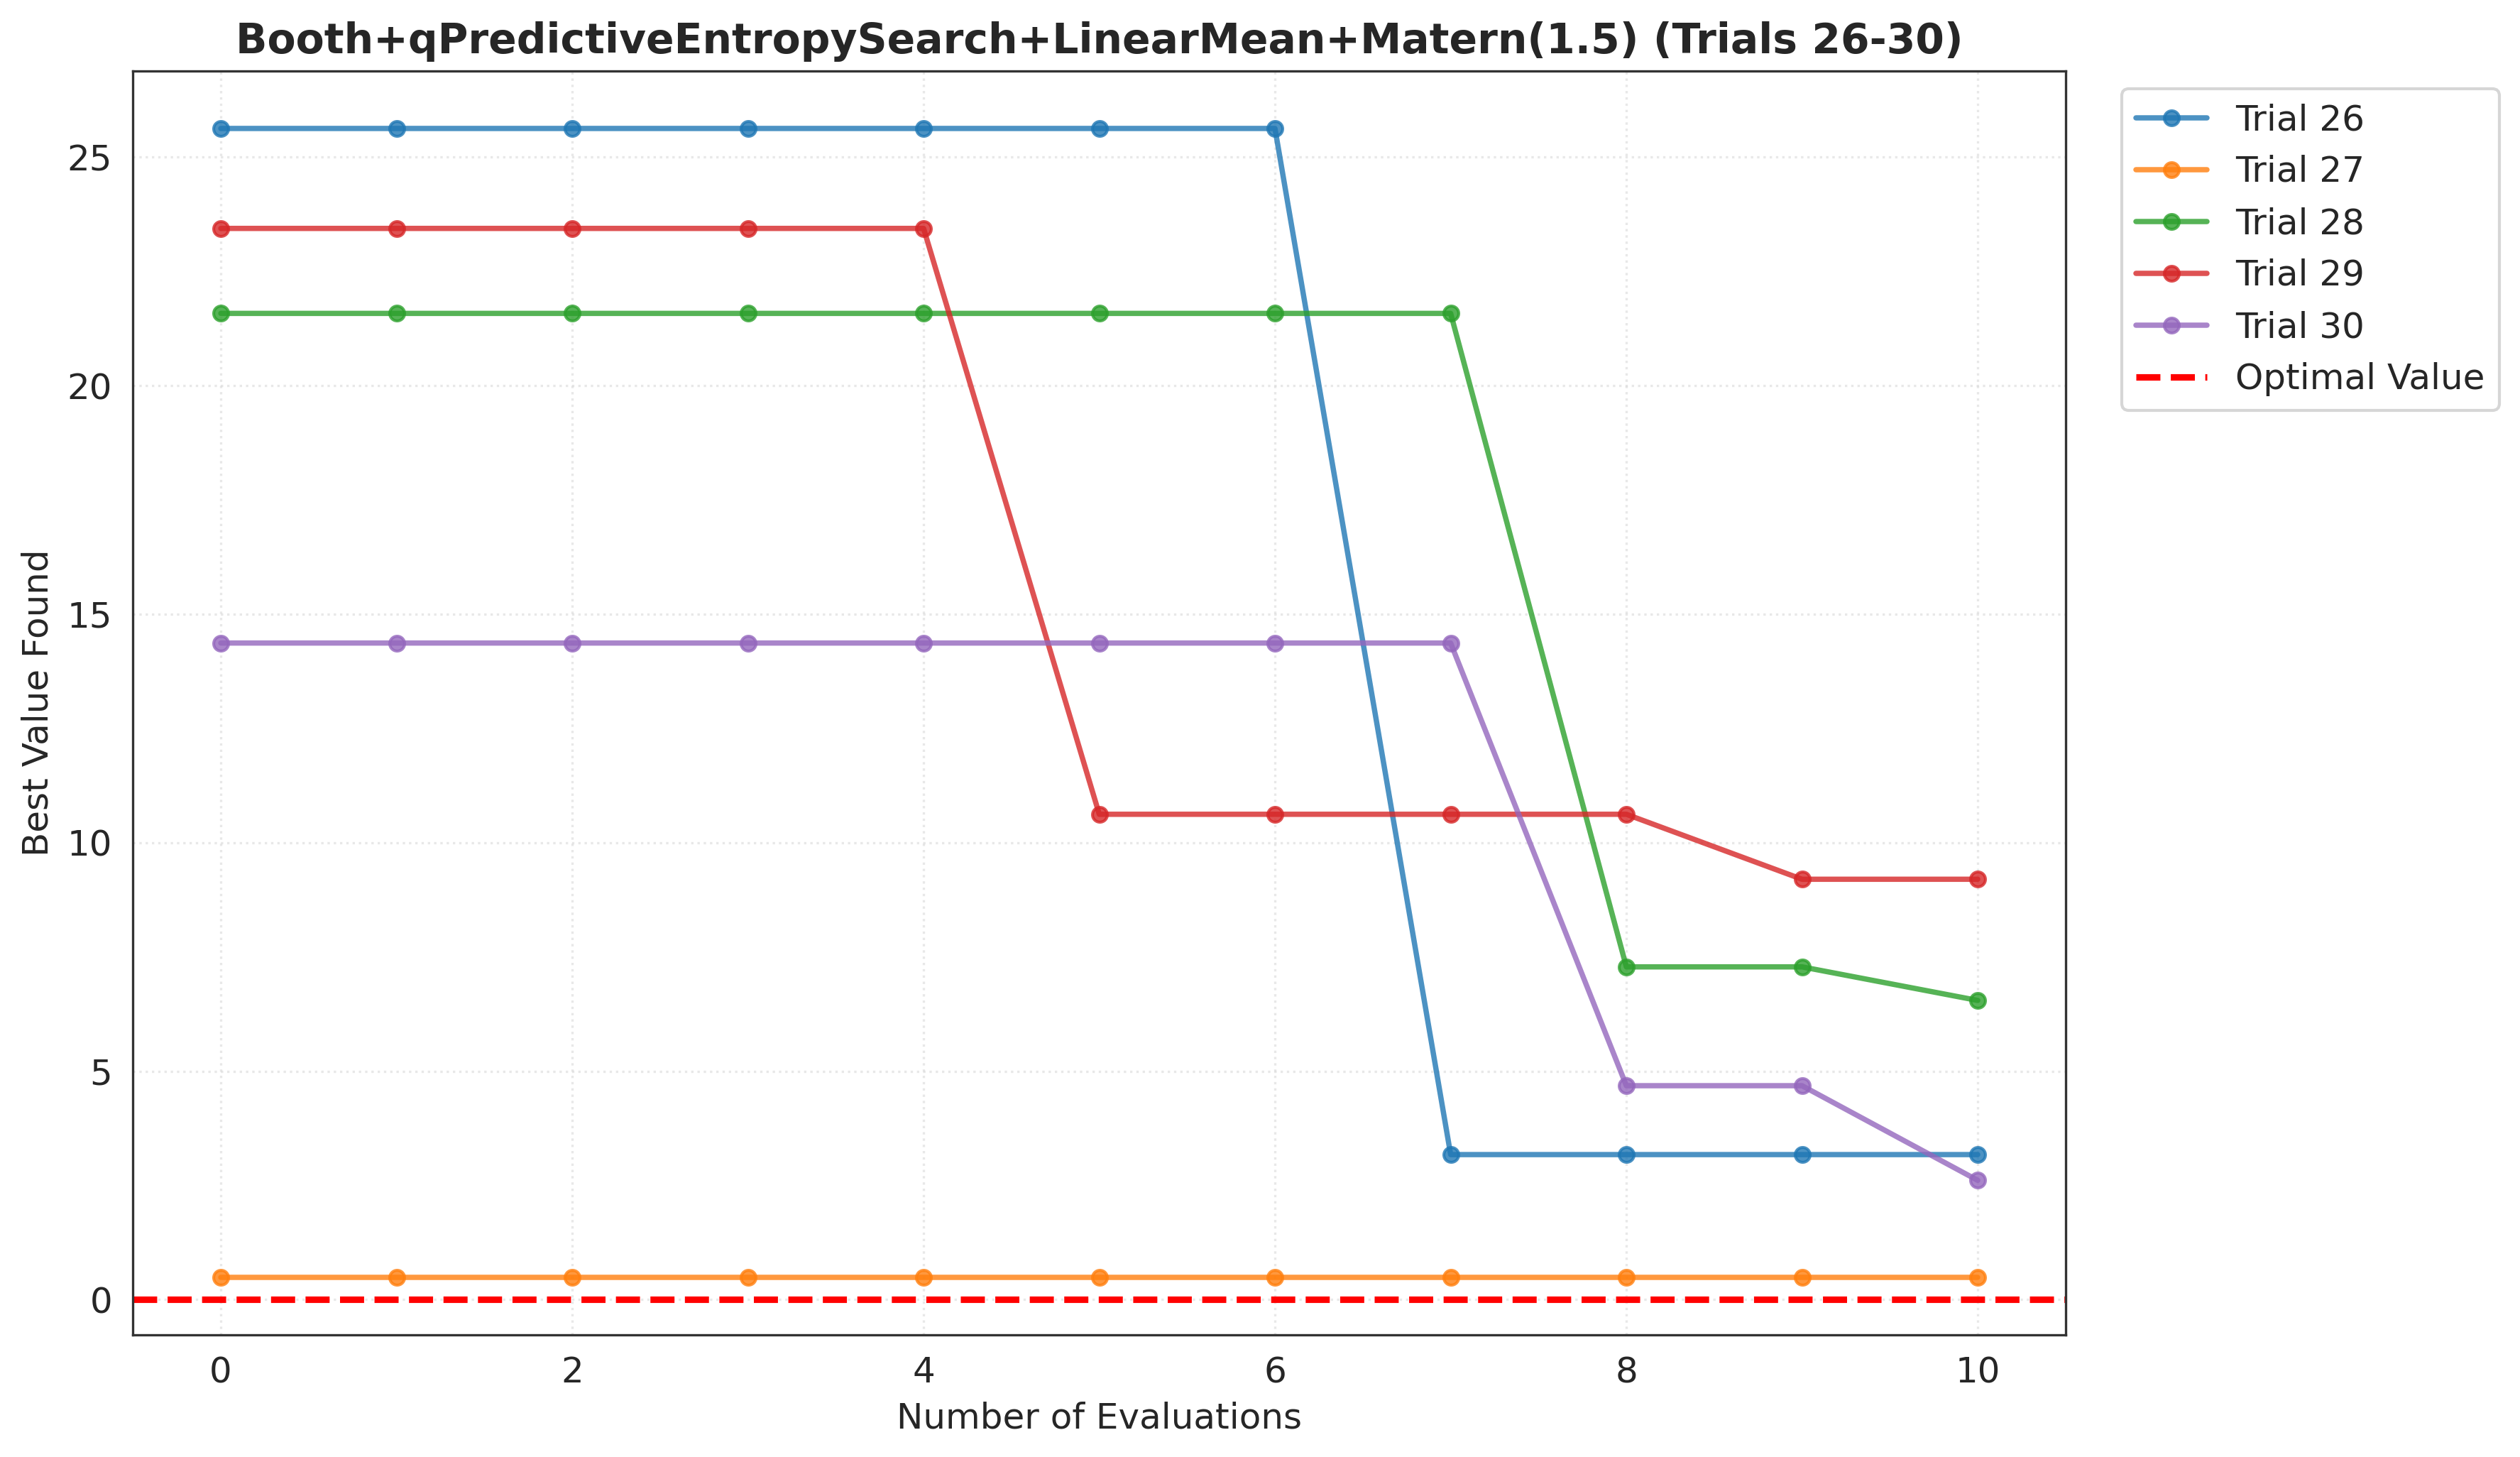 Booth+qPredictiveEntropySearch+LinearMean+Matern(1.5) (Trials 26-30)
Trial 26
Trial 27
Trial 28
Trial 29
Trial 30
Optimal Value
Best Value Found
25
20
15
10
5
0
0 2 4 6 8 10
Number of Evaluations